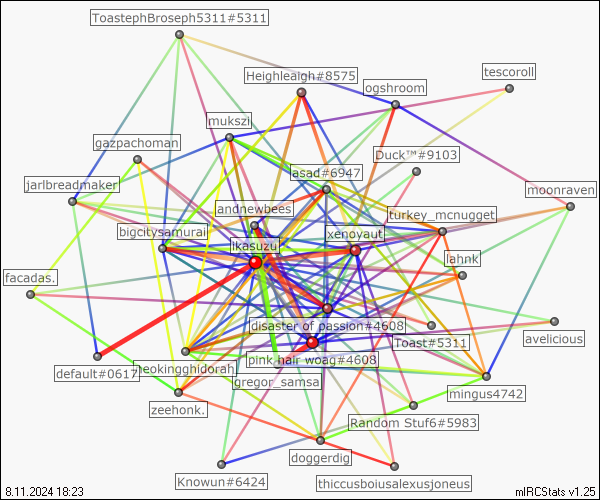 ToastephBroseph5311#5311
Heighleaigh#8575
tescoroll
ogshroom
mukszi
gazpachoman
Duck™#9103
asad#6947
jarlbreadmaker
moonraven
andnewbees
turkey_mcnugget
bigcitysamurai
xenoyaut
likasuzu
lahnk
facadas.
disaster of passion#4608
avelicious
Toast#5311
pink hair woag#4608
default#0617
neokingghidorah
gregor_samsa
mingus4742
zeehonk.
Random Stuf6#5983
doggerdig
Knowun#6424
thiccusboiusalexusjoneus
8.11.2024 18:23
mIRCStats v1.25